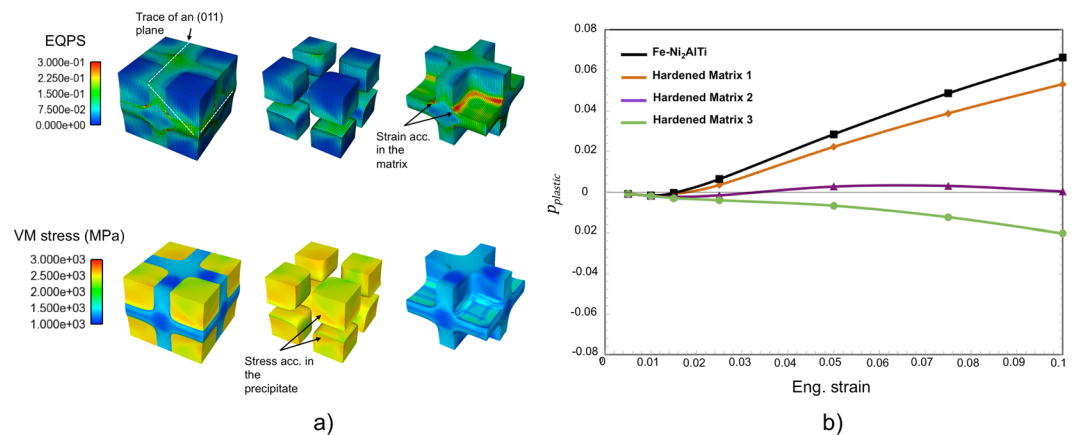 Trace of an (011)
plane
EQPS
3.000e-01
2.250e-01
1.500e-01
7.500e-02
0.000e+00
Strain acc.
in the
matrix
VM stress (MPa)
3.000e+03
2.500e+03
2.000e+03
1.500e+03
1.000e+03
Stress acc. in
the
precipitate
a)
0.08
0.06
0.04
0.02
0
0.02
-0.04
-0.06
-0.08
p_plastic
Fe-Ni₂AlTi
Hardened Matrix 1
Hardened Matrix 2
Hardened Matrix 3
0 0.01 0.02 0.03 0.04 0.05 0.06 0.07 0.08 0.09 0.1
Eng. strain
b)